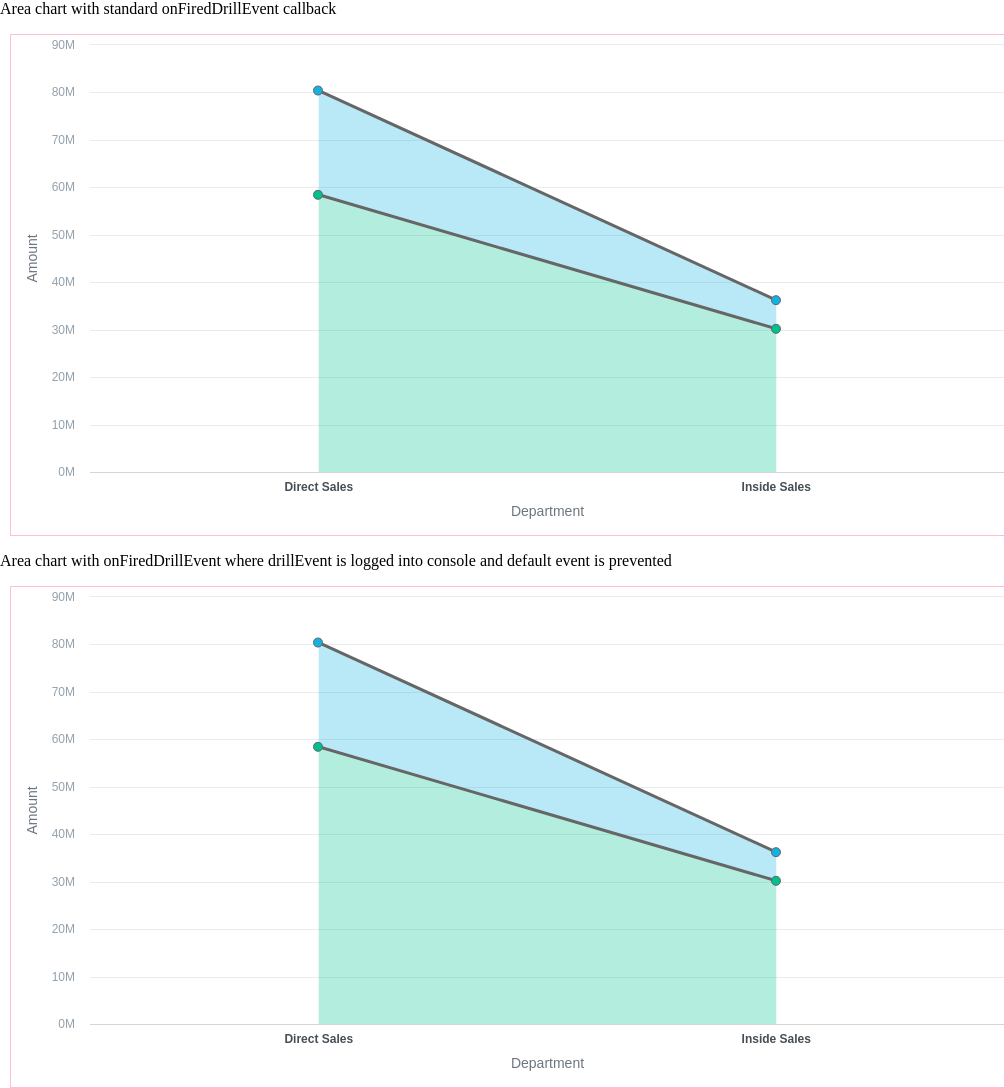 Area chart with standard onFiredDrillEvent callback
90M
80M
70M
60M
50M
40M
30M
20M
10M
0M
Amount
Direct Sales
Inside Sales
Department
Area chart with onFiredDrillEvent where drillEvent is logged into console and default event is prevented
90M
80M
70M
60M
50M
40M
30M
20M
10M
0M
Amount
Direct Sales
Inside Sales
Department